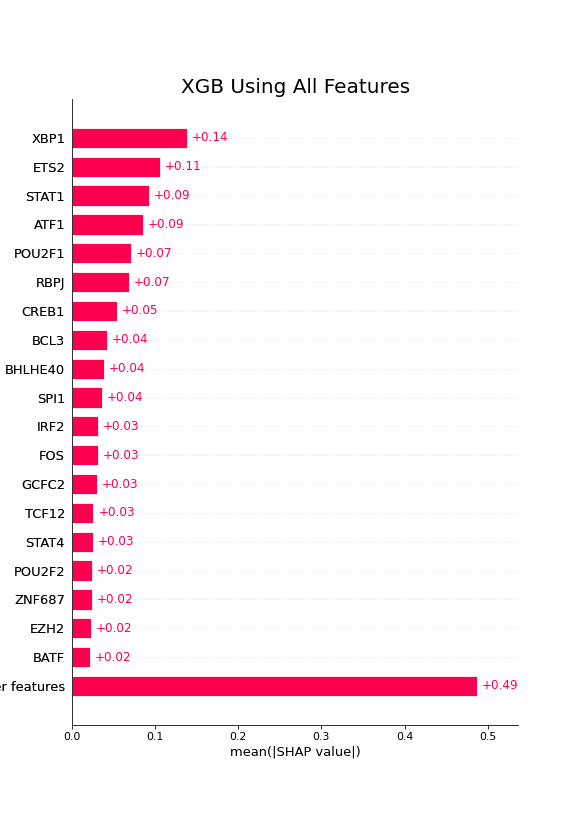 XGB Using All Features
XBP1 +0.14
ETS2 +0.11
STAT1 +0.09
ATF1 +0.09
POU2F1 +0.07
RBPJ +0.07
CREB1 +0.05
BCL3 +0.04
BHLHE40 +0.04
SPI1 +0.04
IRF2 +0.03
FOS +0.03
GCFC2 +0.03
TCF12 +0.03
STAT4 +0.03
POU2F2 +0.02
ZNF687 +0.02
EZH2 +0.02
BATF +0.02
features +0.49
0.0 0.1 0.2 0.3 0.4 0.5
mean(|SHAP value|)